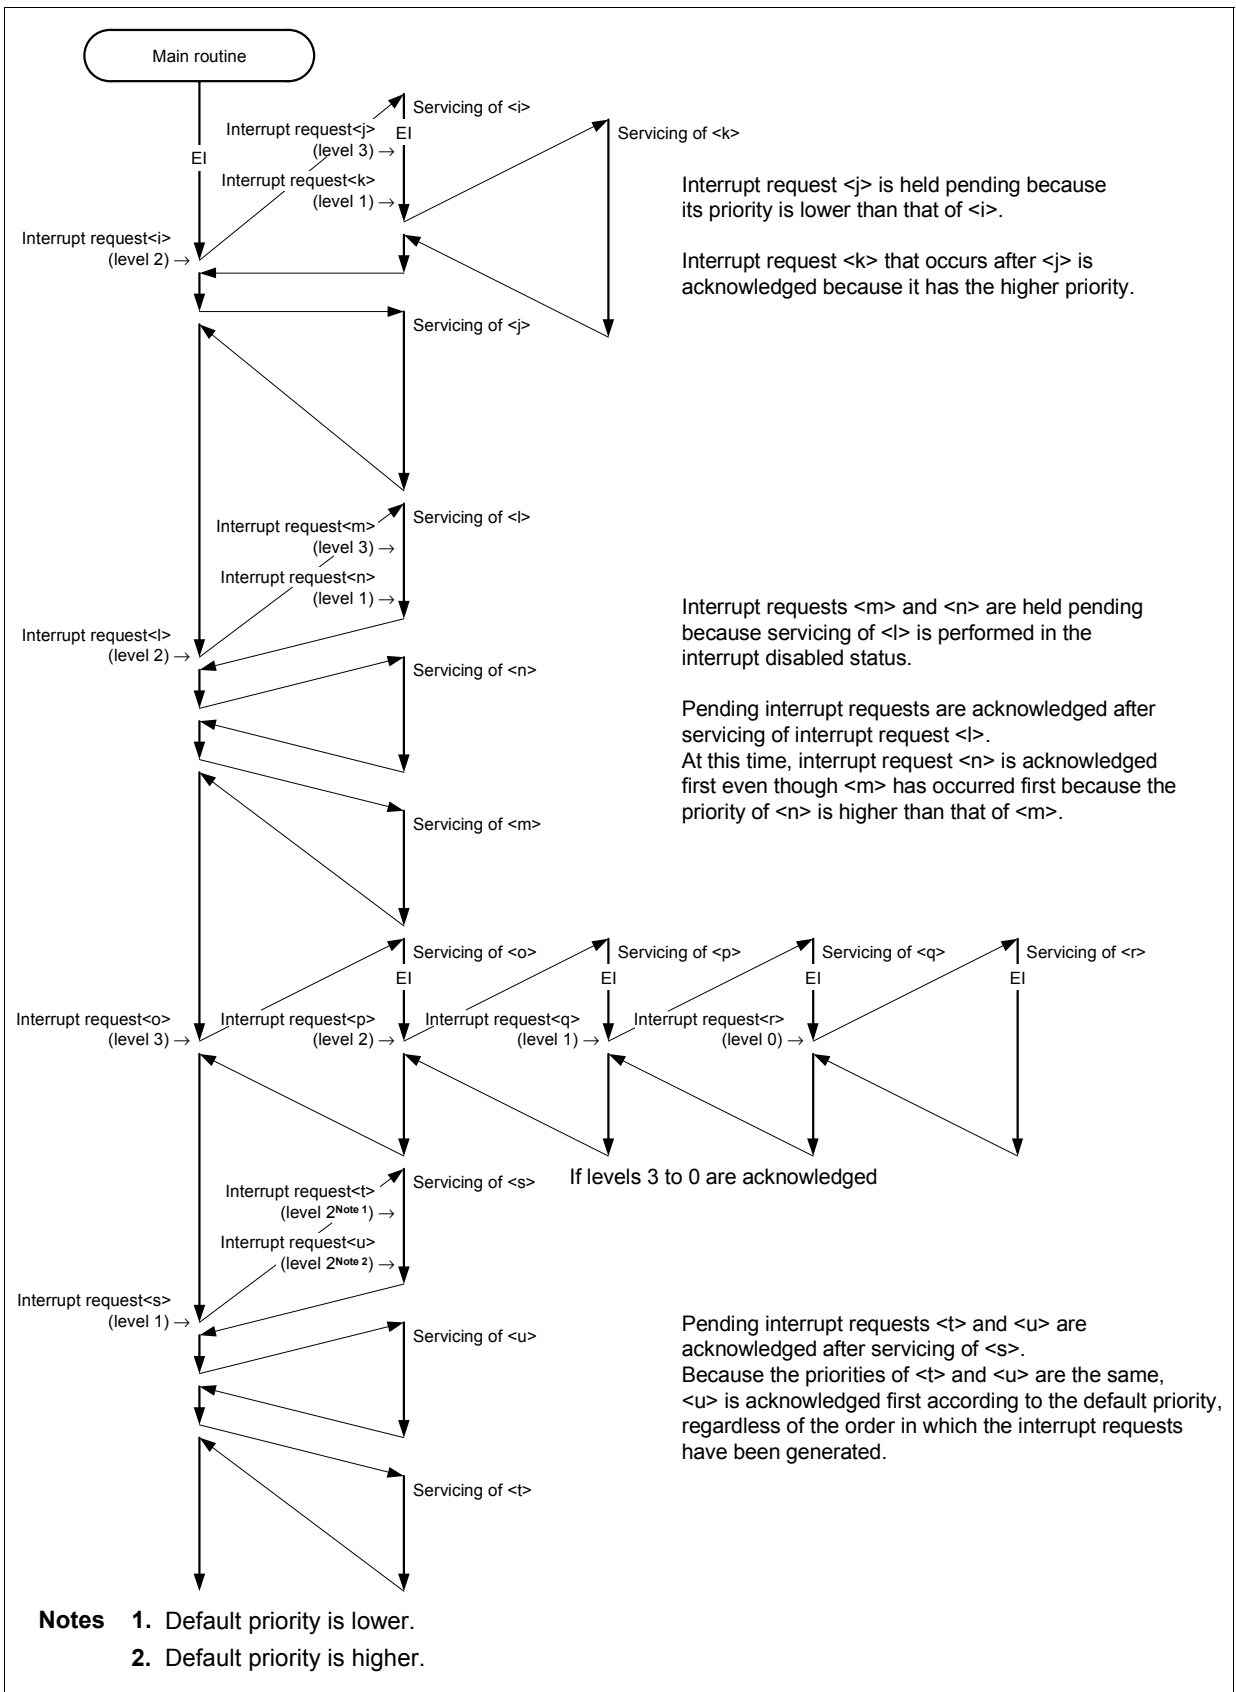 Main routine
Servicing of <i>
Interrupt request<j>
(level 3) →
EI
Servicing of <k>
EI
Interrupt request<k>
(level 1) →
Interrupt request <j> is held pending because
its priority is lower than that of <i>.
Interrupt request<i>
(level 2) →
Interrupt request <k> that occurs after <j> is
acknowledged because it has the higher priority.
Servicing of <j>
Servicing of <l>
Interrupt request<m>
(level 3) →
Interrupt request<n>
(level 1) →
Interrupt requests <m> and <n> are held pending
because servicing of <l> is performed in the
interrupt disabled status.
Interrupt request<l>
(level 2) →
Servicing of <n>
Pending interrupt requests are acknowledged after
servicing of interrupt request <l>.
At this time, interrupt request <n> is acknowledged
first even though <m> has occurred first because the
priority of <n> is higher than that of <m>.
Servicing of <m>
Servicing of <o>
Servicing of <p>
Servicing of <q>
Servicing of <r>
EI
EI
EI
EI
Interrupt request<o>
(level 3) →
Interrupt request<p>
(level 2) →
Interrupt request<q>
(level 1) →
Interrupt request<r>
(level 0) →
If levels 3 to 0 are acknowledged
Servicing of <s>
Interrupt request<t>
(level 2Note 1) →
Interrupt request<u>
(level 2Note 2) →
Interrupt request<s>
(level 1) →
Servicing of <u>
Pending interrupt requests <t> and <u> are
acknowledged after servicing of <s>.
Because the priorities of <t> and <u> are the same,
<u> is acknowledged first according to the default priority,
regardless of the order in which the interrupt requests
have been generated.
Servicing of <t>
Notes 1. Default priority is lower.
2. Default priority is higher.